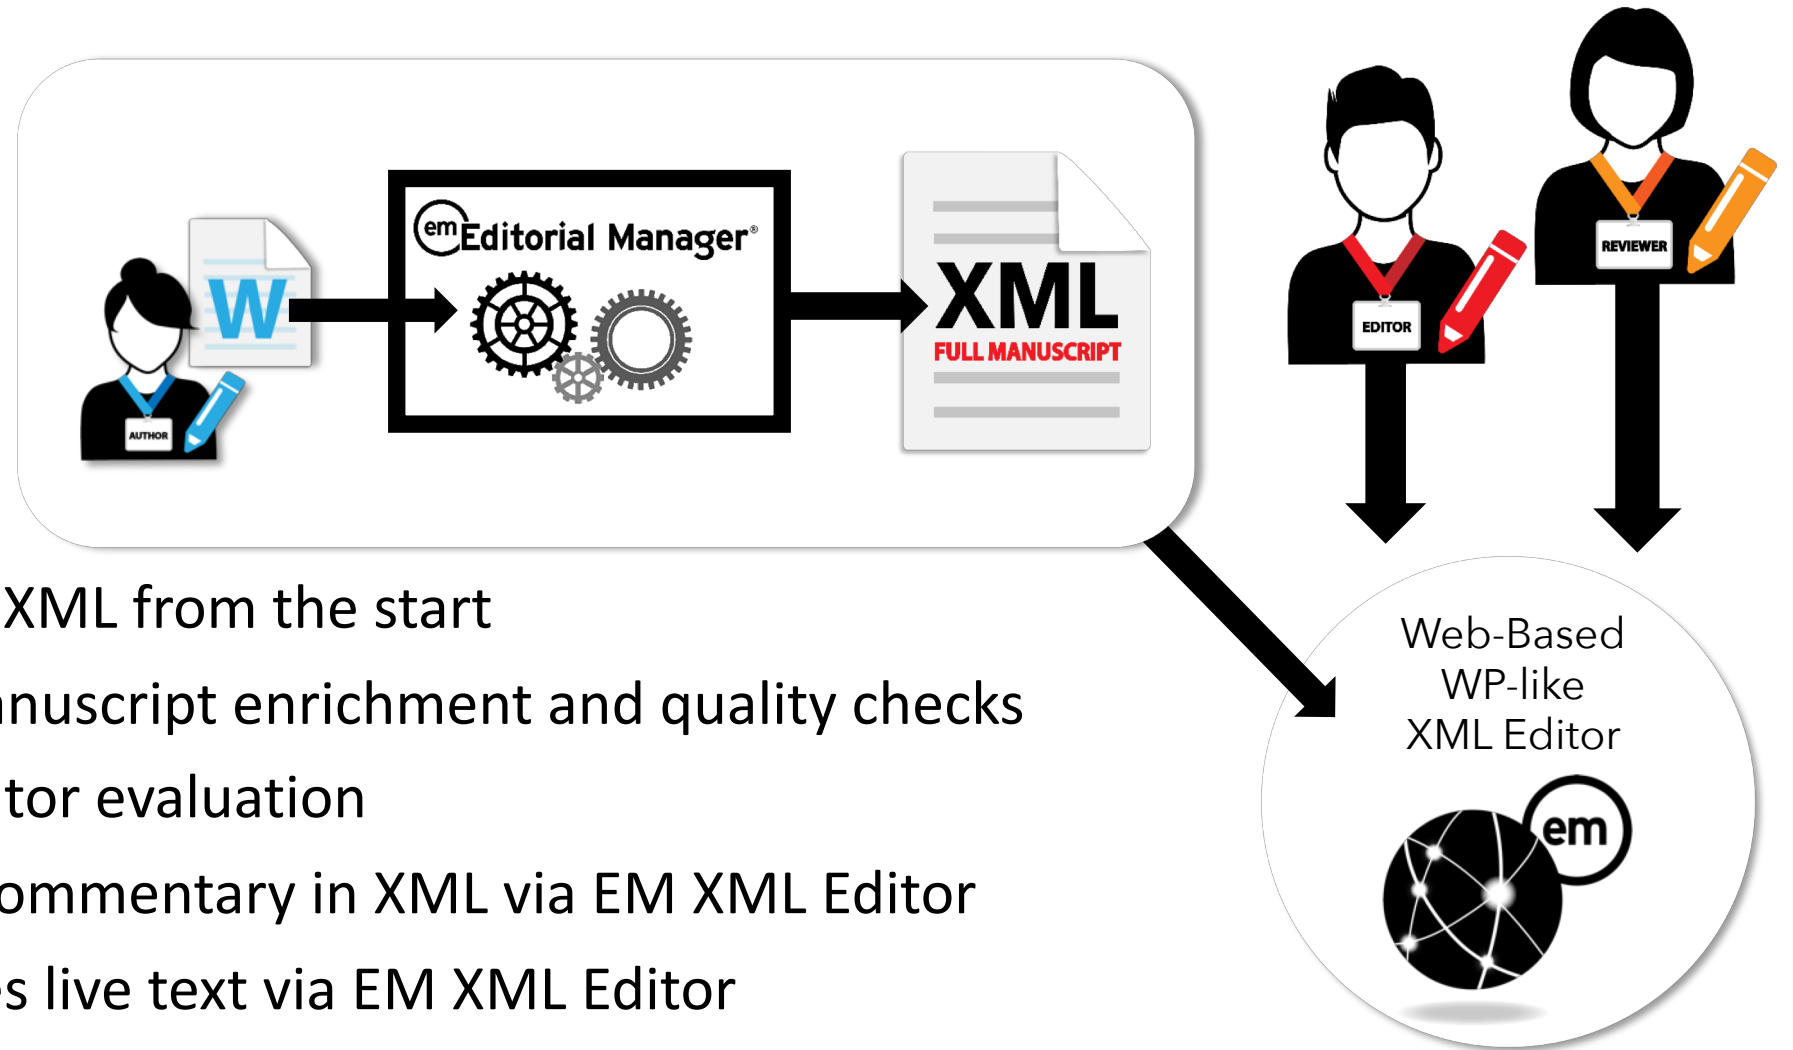 em Editorial Manager®
W
AUTHOR
XML
FULL MANUSCRIPT
EDITOR
REVIEWER
XML from the start
nuscript enrichment and quality checks
tor evaluation
ommentary in XML via EM XML Editor
s live text via EM XML Editor
Web-Based
WP-like
XML Editor
em